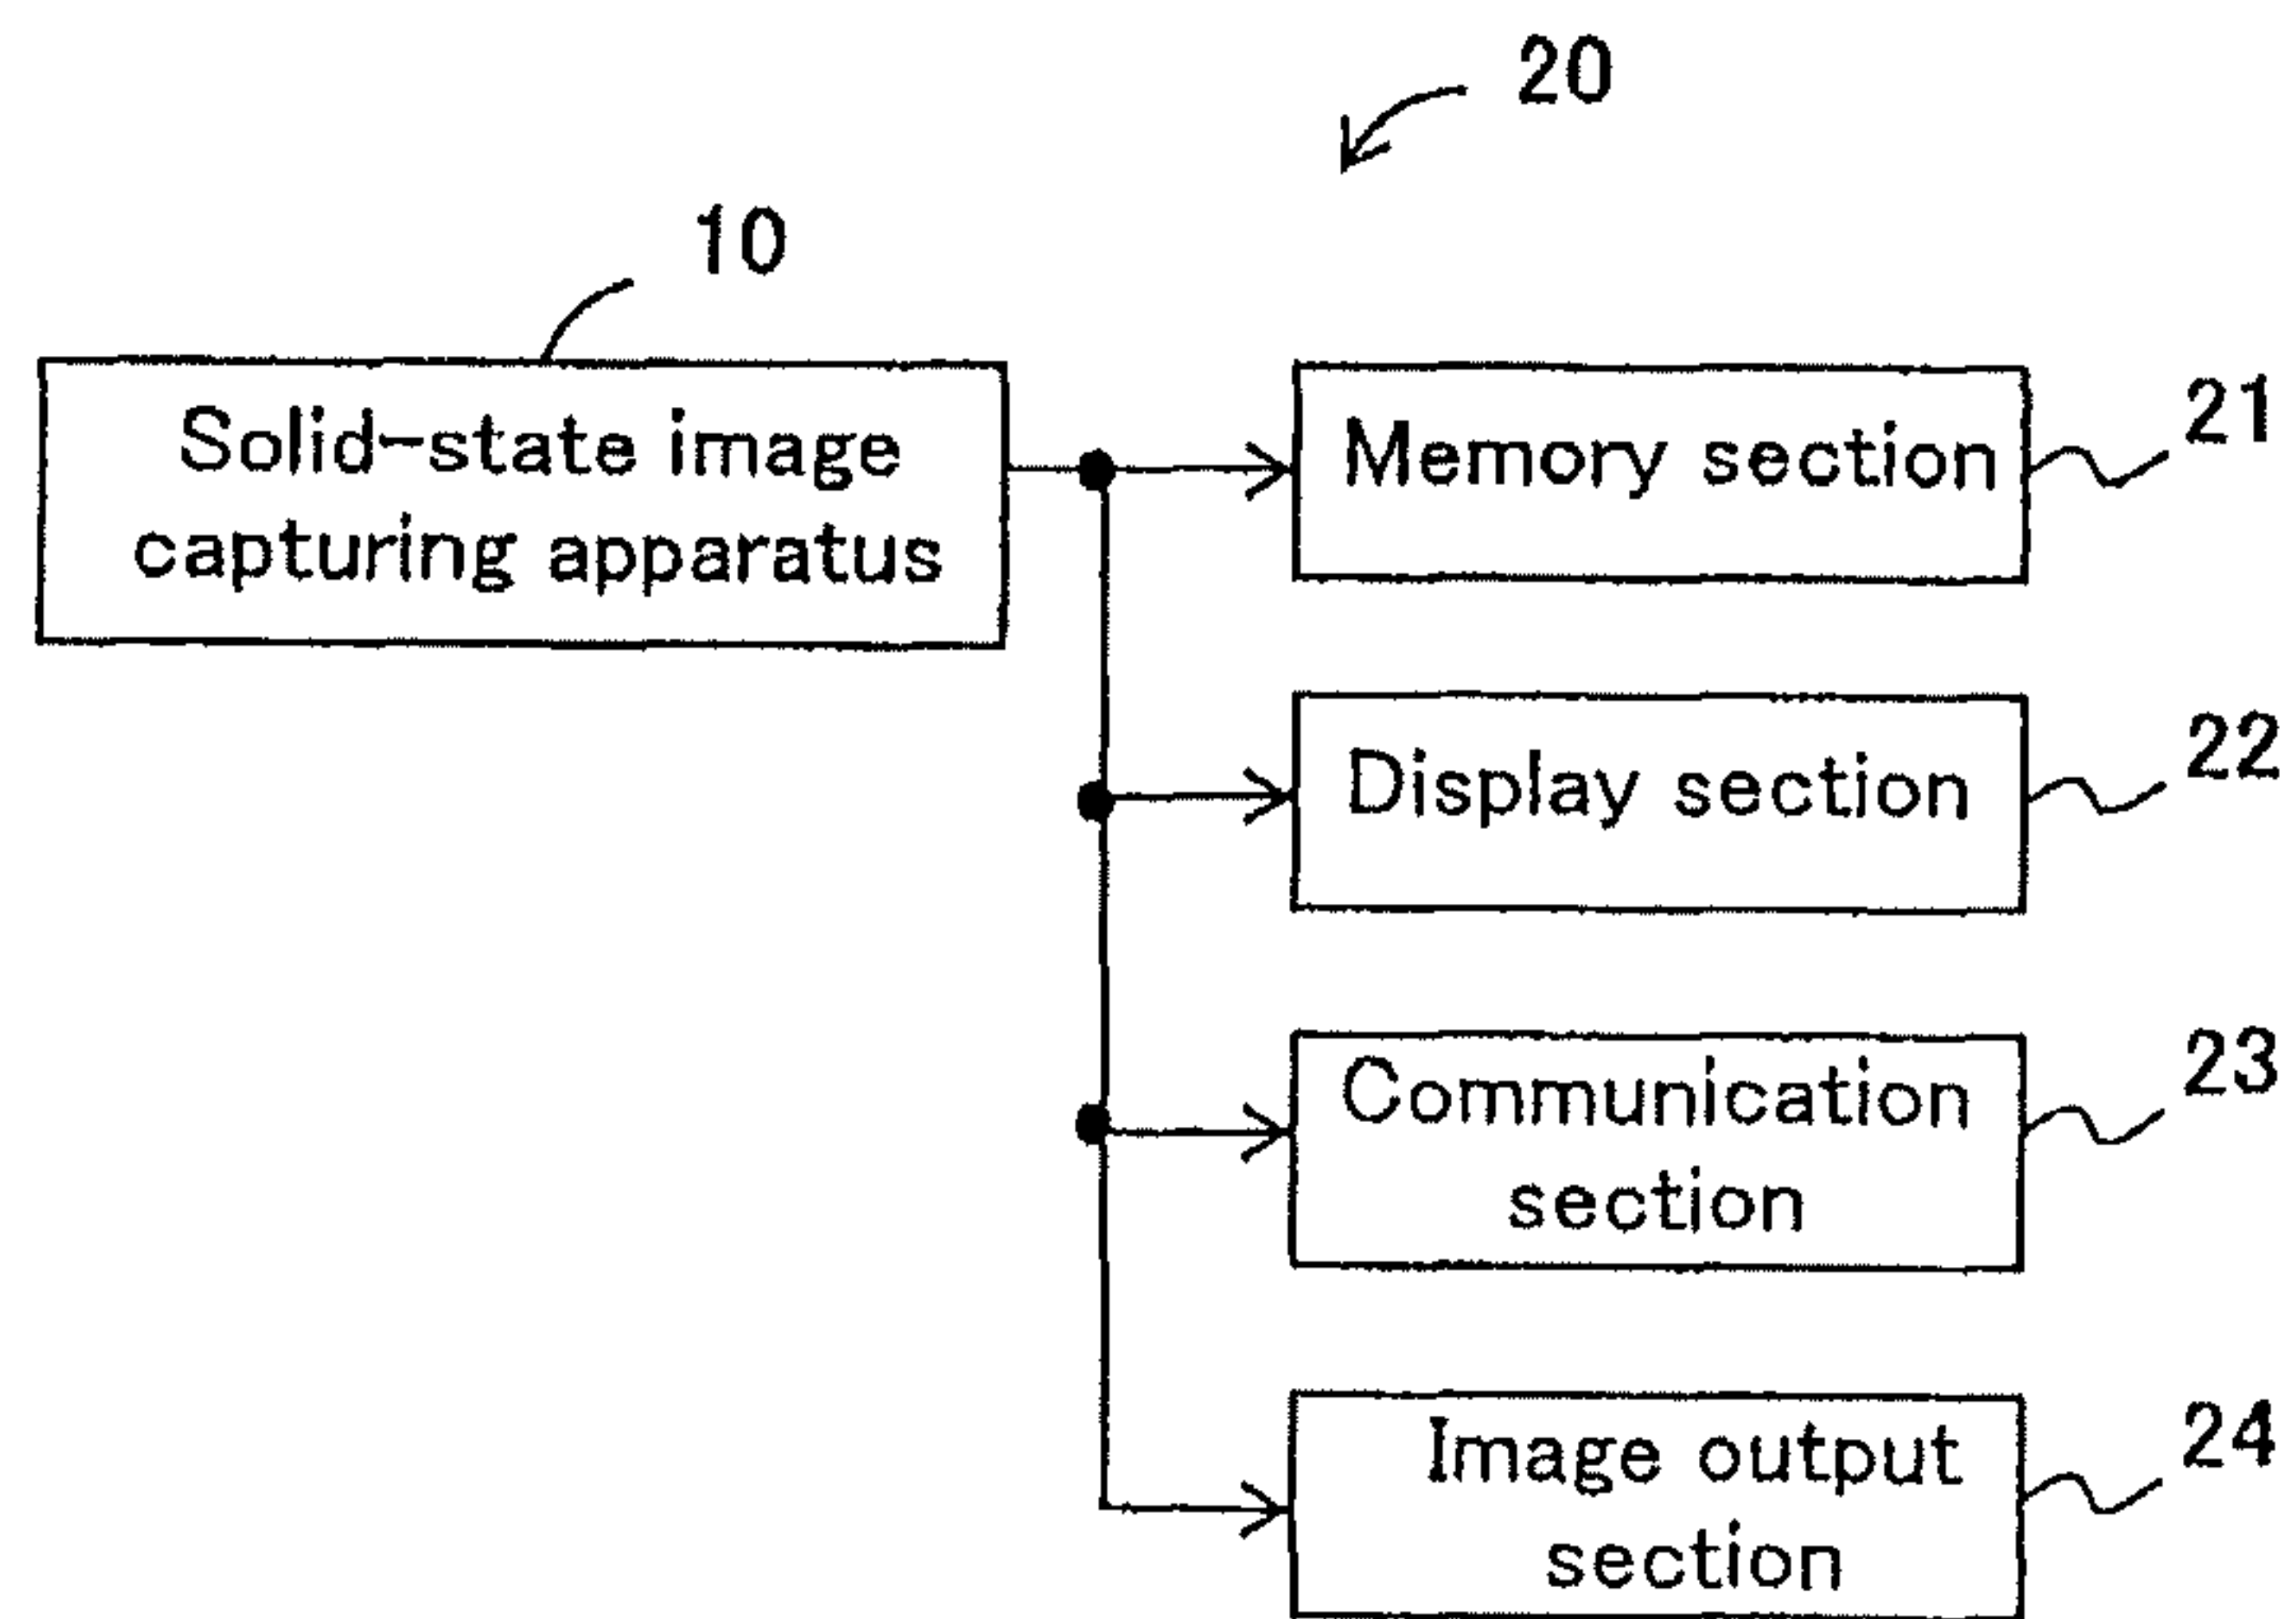 20
10
Solid-state image
capturing apparatus
Memory section
21
Display section
22
Communication
section
23
Image output
section
24